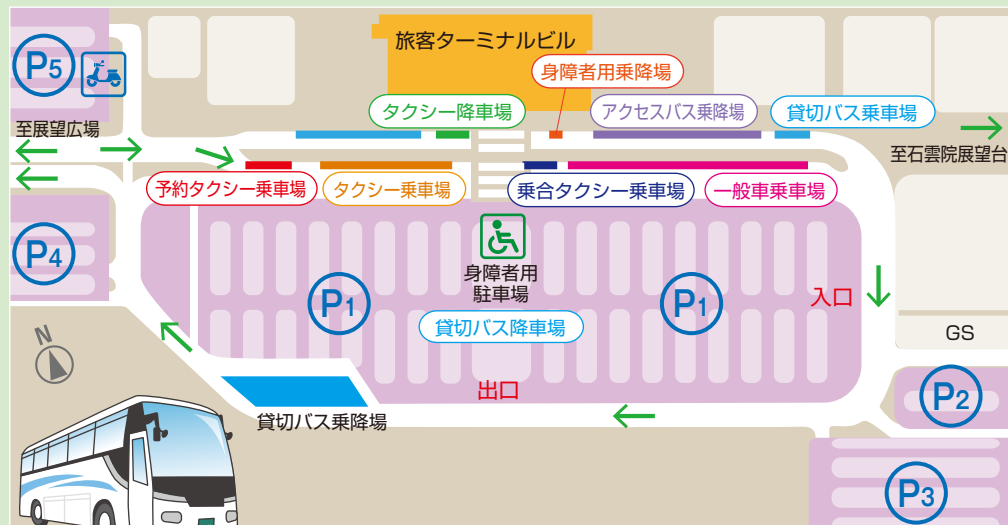 旅客ターミナルビル
P5
身障者用乗降場
タクシー降車場
アクセスバス乗降場
貸切バス乗車場
至展望広場
至石雲院展望台
予約タクシー乗車場
タクシー乗車場
乗合タクシー乗車場
一般車乗車場
P4
身障者用
駐車場
P1
P1
入口
貸切バス降車場
N
GS
出口
P2
貸切バス乗降場
P3